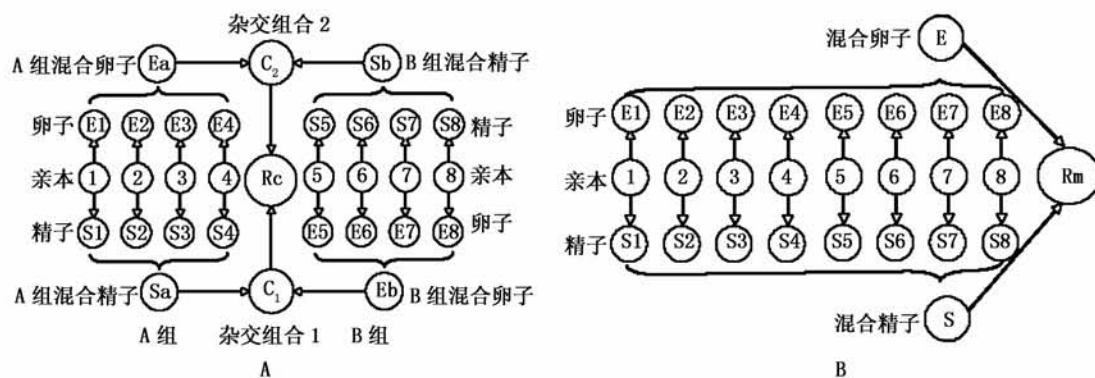 杂交组合 2
A 组混合卵子 Ea C₂ Sb B 组混合精子
卵子 E1 E2 E3 E4 S5 S6 S7 S8 精子
亲本 1 2 3 4 Rc 5 6 7 8 亲本
精子 S1 S2 S3 S4 E5 E6 E7 E8 卵子
A 组混合精子 Sa C₁ Eb B 组混合卵子
A 组 杂交组合 1 B 组
A
混合卵子 E
卵子 E1 E2 E3 E4 E5 E6 E7 E8
亲本 1 2 3 4 5 6 7 8 Rm
精子 S1 S2 S3 S4 S5 S6 S7 S8
混合精子 S
B